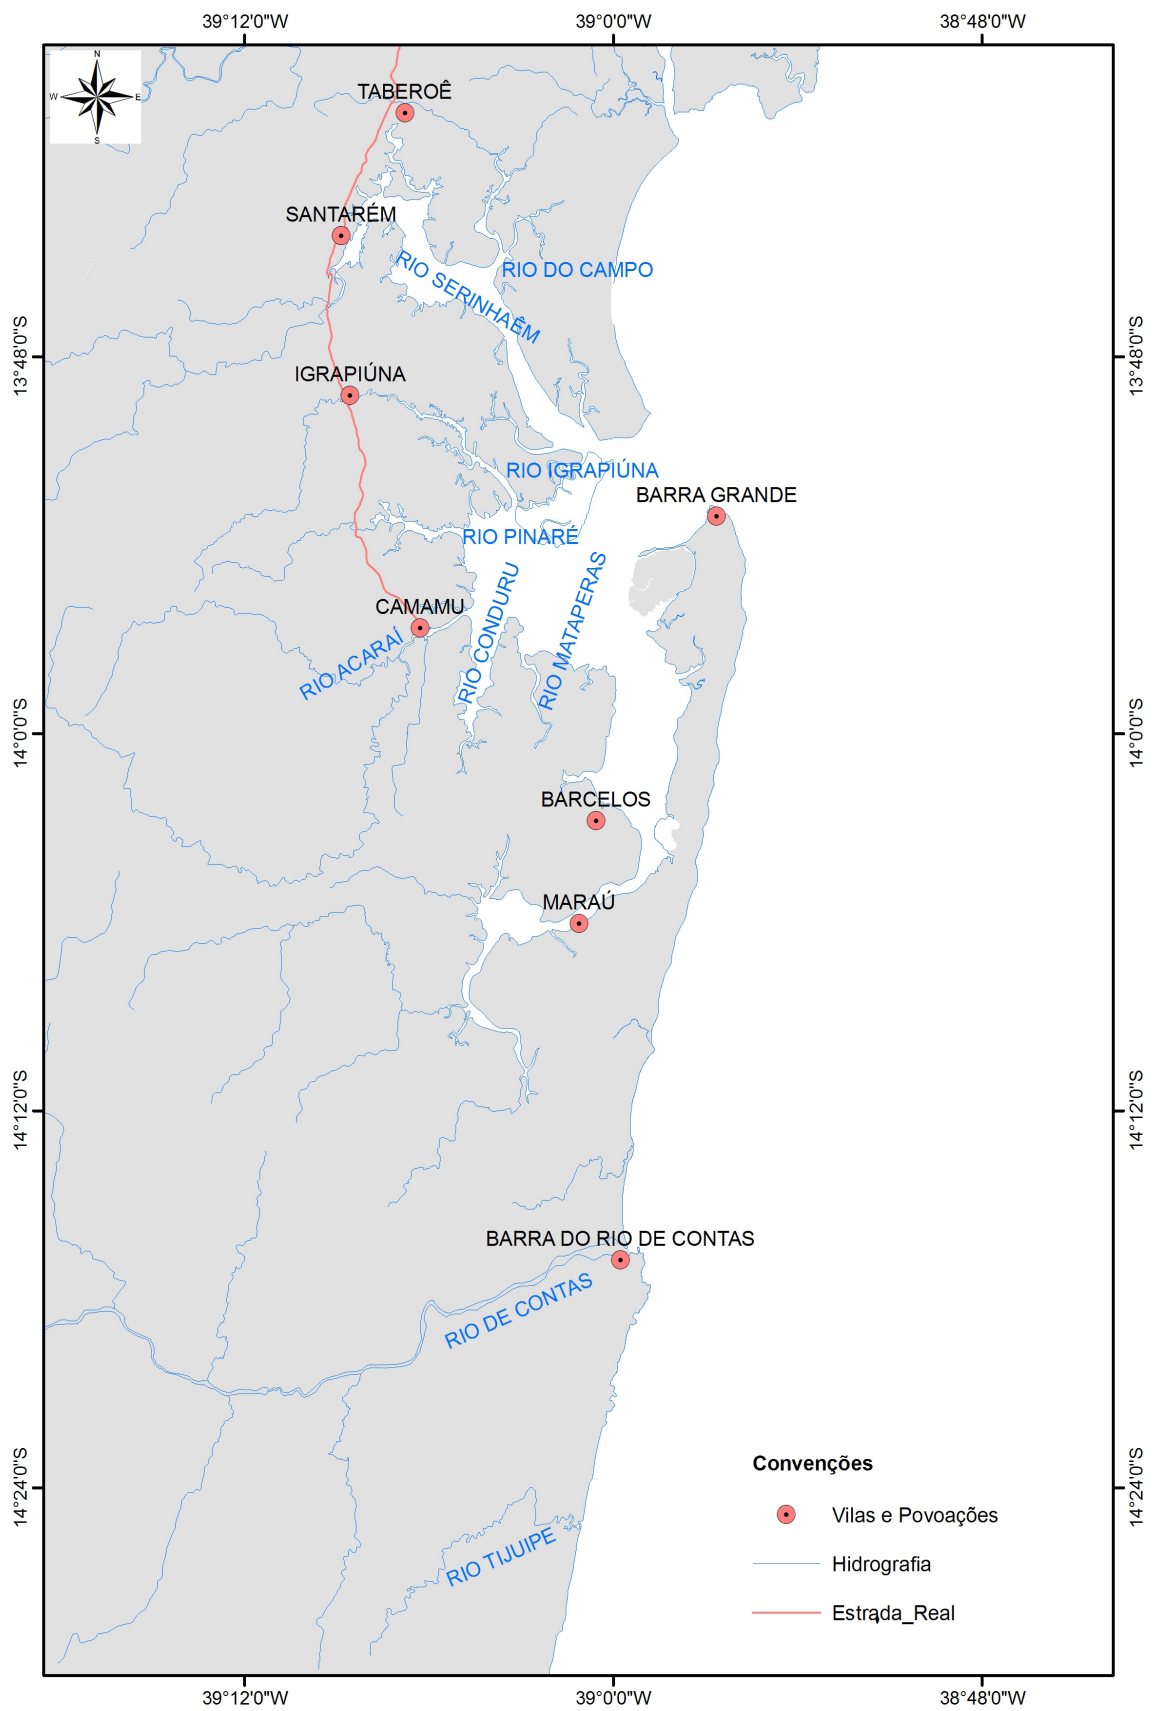 39°12'0"W
39°0'0"W
38°48'0"W
N
W
E
S
TABEROÊ
SANTARÉM
RIO DO CAMPO
RIO SERINHAÊM
13°48'0"S
13°48'0"S
IGRAPIÚNA
RIO IGRAPIÚNA
BARRA GRANDE
RIO PINARÉ
CAMAMU
RIO ACARAÍ
RIO CONDURU
RIO MATAPERAS
14°0'0"S
14°0'0"S
BARCELOS
MARAÚ
14°12'0"S
14°12'0"S
BARRA DO RIO DE CONTAS
RIO DE CONTAS
14°24'0"S
14°24'0"S
RIO TIJUIPE
Convenções
Vilas e Povoações
Hidrografia
Estrada_Real
39°12'0"W
39°0'0"W
38°48'0"W